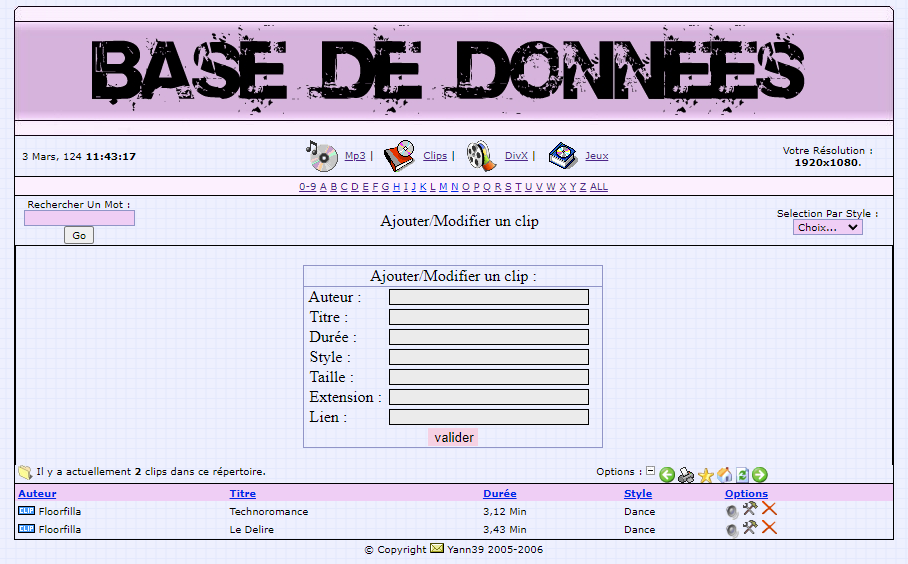 BASE DE DONNEES
3 Mars, 124 11:43:17
Mp3 | Clips | DivX | Jeux
Votre Résolution :
1920x1080.
0-9 A B C D E F G H I J K L M N O P Q R S T U V W X Y Z ALL
Rechercher Un Mot :
Go
Ajouter/Modifier un clip
Selection Par Style :
Choix...
Ajouter/Modifier un clip :
Auteur :
Titre :
Durée :
Style :
Taille :
Extension :
Lien :
valider
Il y a actuellement 2 clips dans ce répertoire.
Options :
Auteur Titre Durée Style Options
CLIP Floorfilla Technoromance 3,12 Min Dance
CLIP Floorfilla Le Delire 3,43 Min Dance
© Copyright Yann39 2005-2006